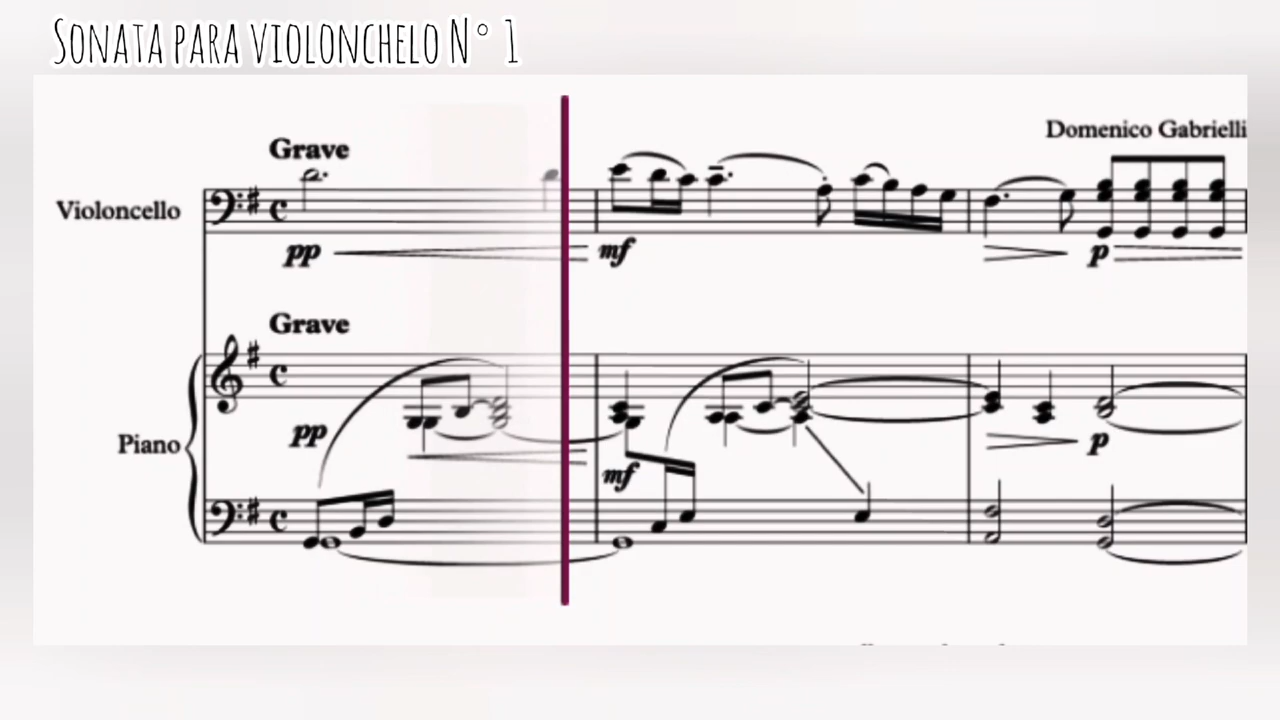 SONATA PARA VIOLONCHELO N° 1
Domenico Gabrielli
Grave
Violoncello
pp
mf
p
Grave
Piano
pp
mf
p